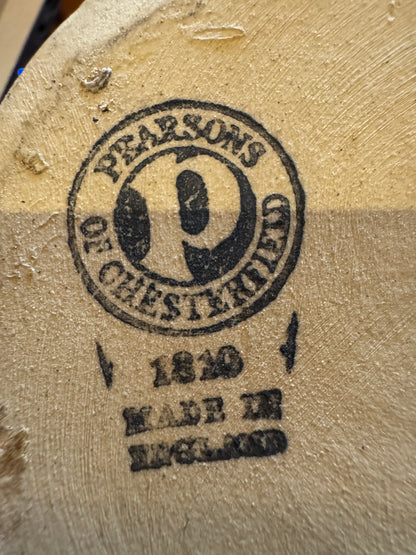 PEARSONS
OF CHESTERFIELD
P
1810
MADE IN
ENGLAND